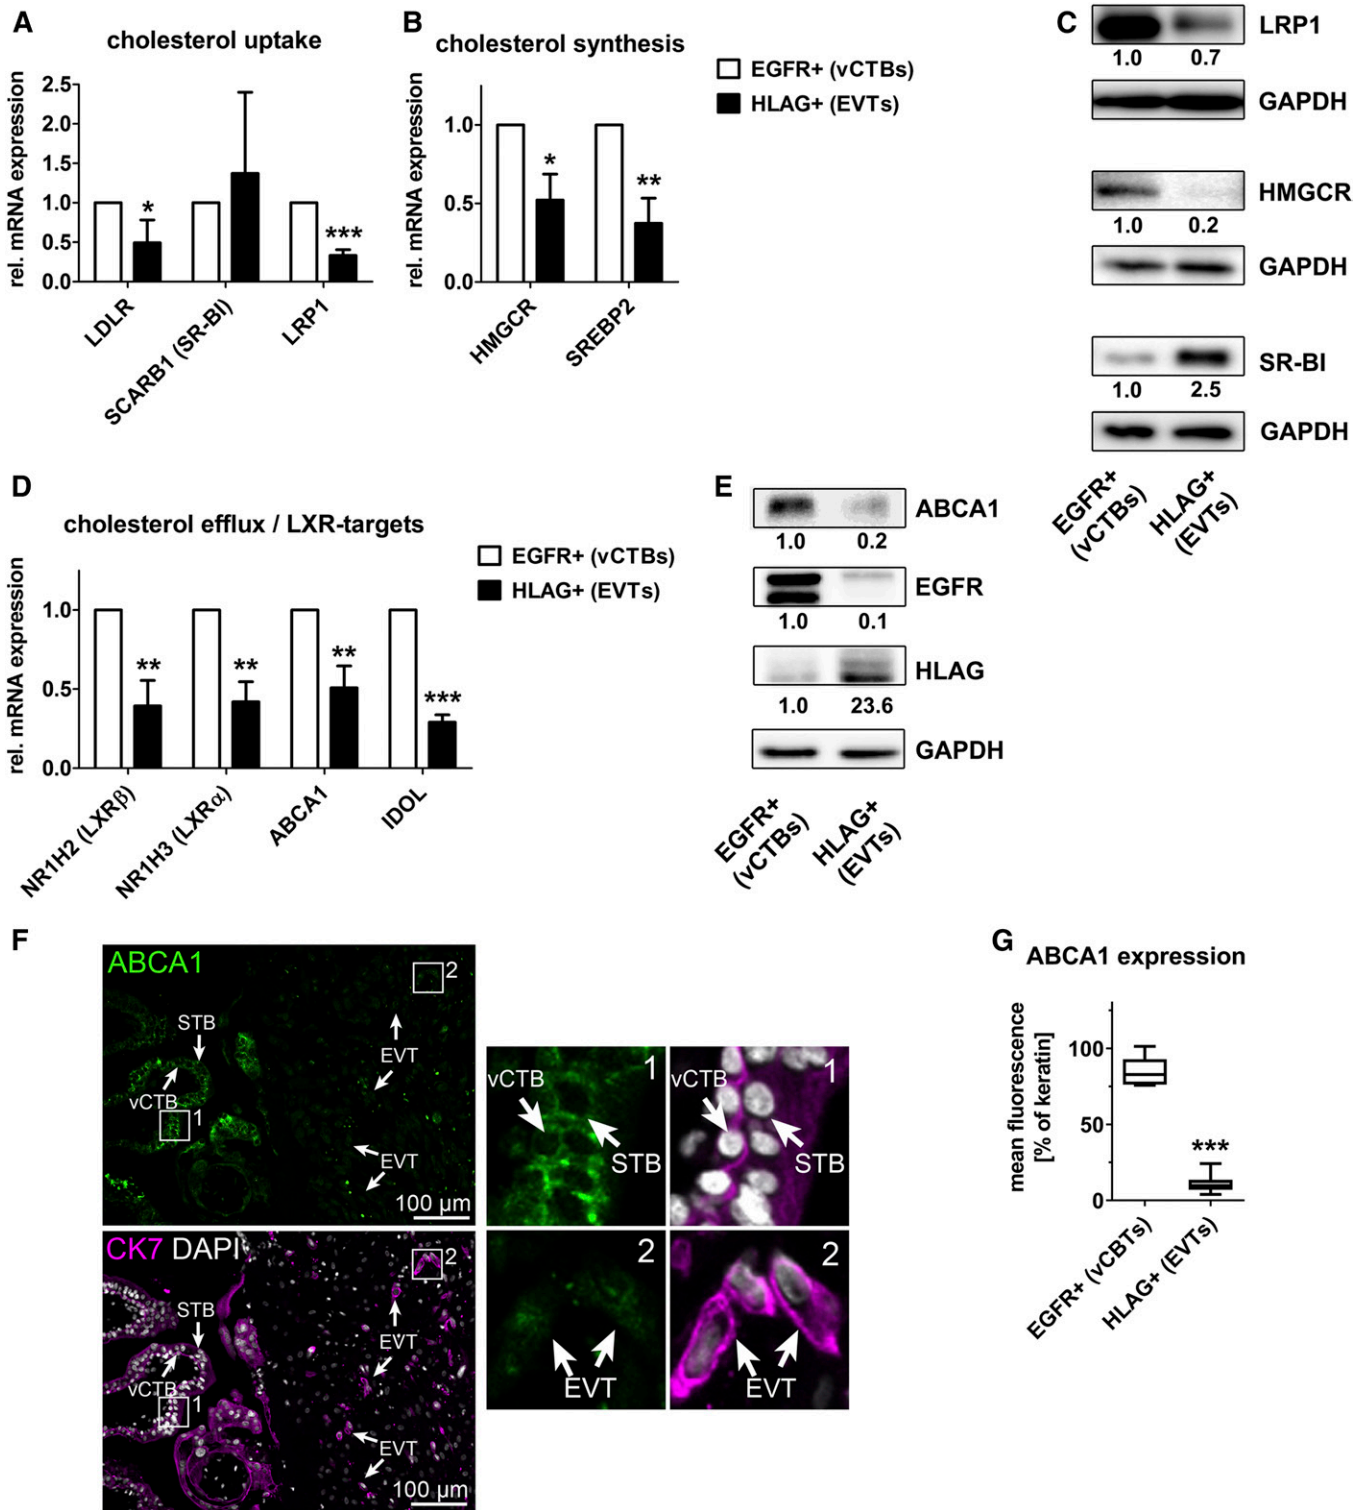 A
cholesterol uptake
rel. mRNA expression
2.5
2.0
1.5
1.0
0.5
0.0
*
***
LDLR
SCARB1 (SR-BI)
LRP1
B
cholesterol synthesis
rel. mRNA expression
1.0
0.5
0.0
*
**
HMGCR
SREBP2
EGFR+ (vCTBs)
HLAG+ (EVTs)
C
LRP1
1.0 0.7
GAPDH
HMGCR
1.0 0.2
GAPDH
SR-BI
1.0 2.5
GAPDH
EGFR+
(vCTBs)
HLAG+
(EVTs)
D
cholesterol efflux / LXR-targets
rel. mRNA expression
1.0
0.5
0.0
**
**
**
***
NR1H2 (LXRβ)
NR1H3 (LXRα)
ABCA1
IDOL
EGFR+ (vCTBs)
HLAG+ (EVTs)
E
ABCA1
1.0 0.2
EGFR
1.0 0.1
HLAG
1.0 23.6
GAPDH
EGFR+
(vCTBs)
HLAG+
(EVTs)
F
ABCA1
2
STB
EVT
vCTB
1
EVT
100 µm
CK7 DAPI
2
STB
EVT
vCTB
1
EVT
100 µm
1
vCTB
STB
1
vCTB
STB
2
EVT
2
EVT
G
ABCA1 expression
mean fluorescence
[% of keratin]
100
50
0
***
EGFR+ (vCBTs)
HLAG+ (EVTs)